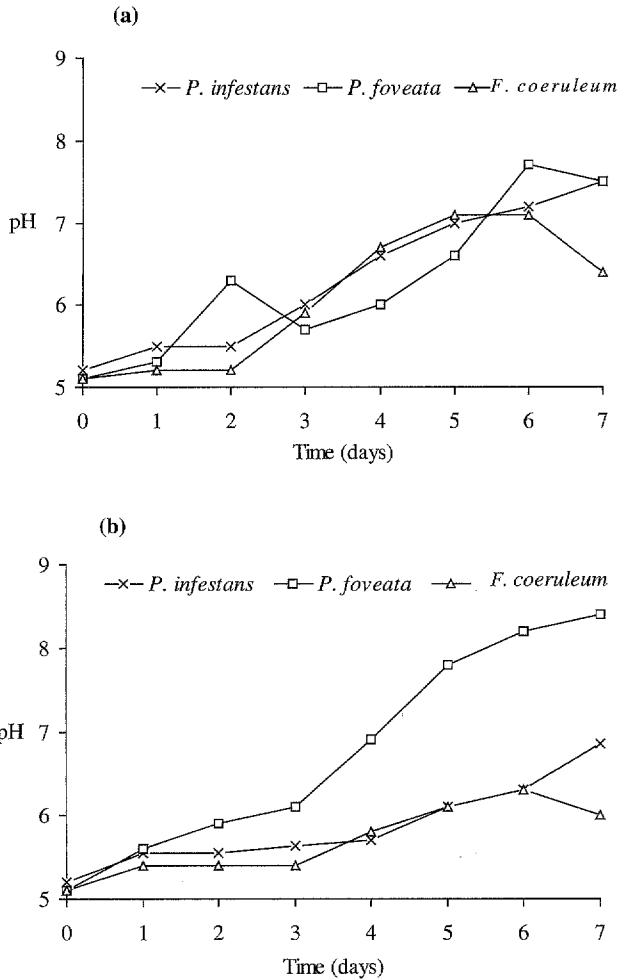 (a)
9
P. infestans P. foveata F. coeruleum
8
pH 7
6
5
0 1 2 3 4 5 6 7
Time (days)
(b)
9
P. infestans P. foveata F. coeruleum
8
pH 7
6
5
0 1 2 3 4 5 6 7
Time (days)